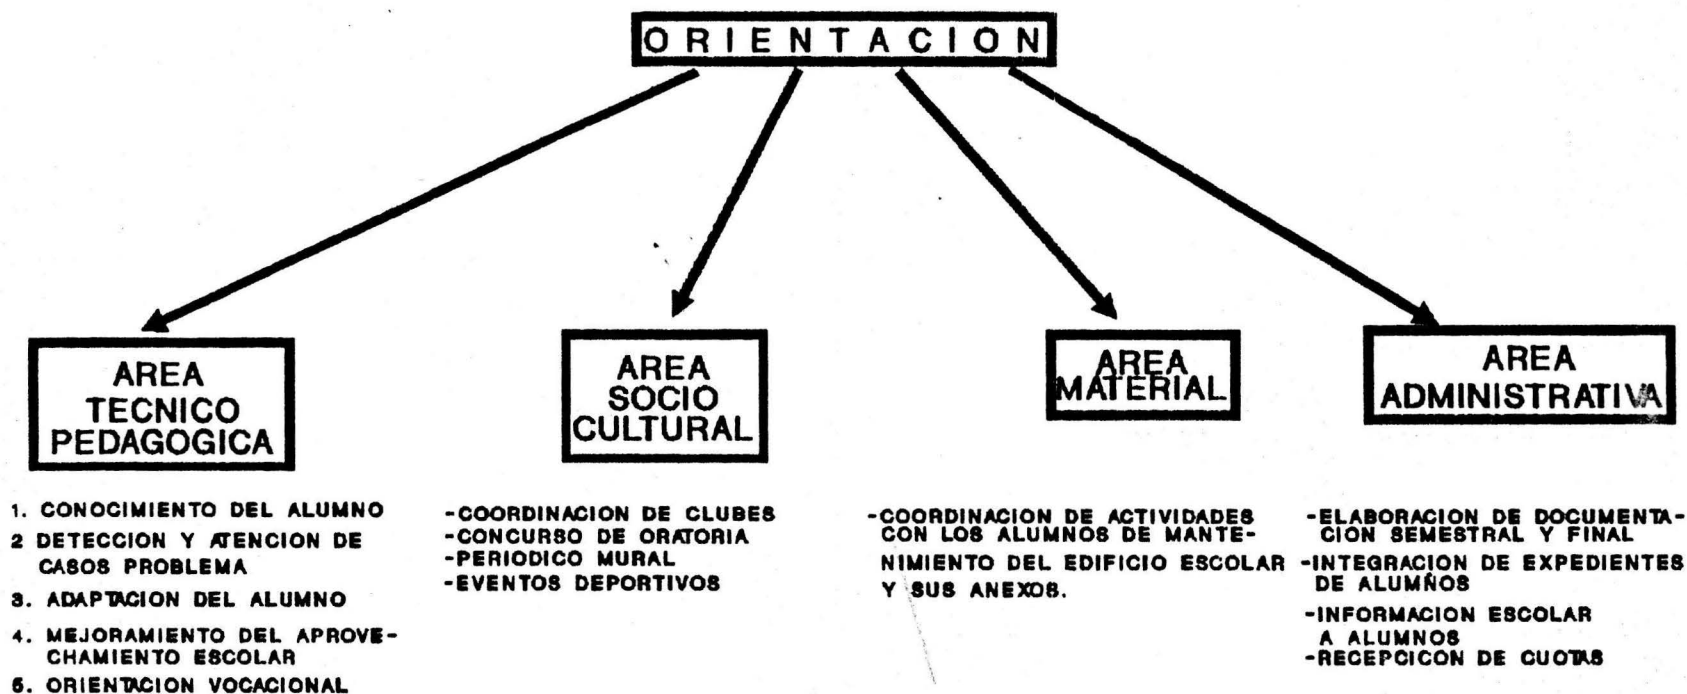 ORIENTACION
AREA
TECNICO
PEDAGOGICA
1. CONOCIMIENTO DEL ALUMNO
2 DETECCION Y ATENCION DE
CASOS PROBLEMA
3. ADAPTACION DEL ALUMNO
4. MEJORAMIENTO DEL APROVE-
CHAMIENTO ESCOLAR
5. ORIENTACION VOCACIONAL
AREA
SOCIO
CULTURAL
-COORDINACION DE CLUBES
-CONCURSO DE ORATORIA
-PERIODICO MURAL
-EVENTOS DEPORTIVOS
AREA
MATERIAL
-COORDINACION DE ACTIVIDADES
CON LOS ALUMNOS DE MANTE-
NIMIENTO DEL EDIFICIO ESCOLAR
Y SUS ANEXOS.
AREA
ADMINISTRATIVA
-ELABORACION DE DOCUMENTA-
CION SEMESTRAL Y FINAL
-INTEGRACION DE EXPEDIENTES
DE ALUMNOS
-INFORMACION ESCOLAR
A ALUMNOS
-RECEPCICON DE CUOTAS